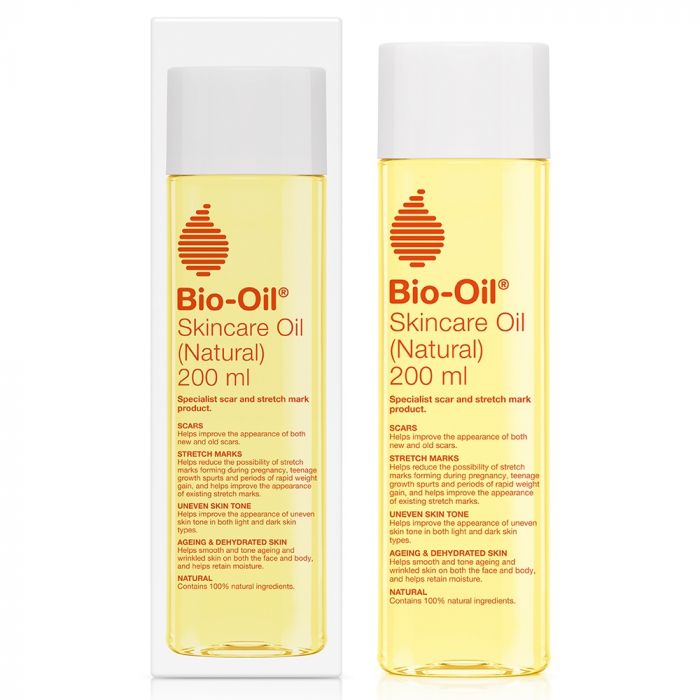 Bio-Oil®
Skincare Oil
(Natural)
200 ml
Specialist scar and stretch mark
product.
SCARS
Helps improve the appearance of both
new and old scars.
STRETCH MARKS
Helps reduce the possibility of stretch
marks forming during pregnancy, teenage
growth spurts and periods of rapid weight
gain, and helps improve the appearance
of existing stretch marks.
UNEVEN SKIN TONE
Helps improve the appearance of uneven
skin tone in both light and dark skin
types.
AGEING & DEHYDRATED SKIN
Helps smooth and tone ageing and
wrinkled skin on both the face and body,
and helps retain moisture.
NATURAL
Contains 100% natural ingredients.
Bio-Oil®
Skincare Oil
(Natural)
200 ml
Specialist scar and stretch mark
product.
SCARS
Helps improve the appearance of both
new and old scars.
STRETCH MARKS
Helps reduce the possibility of stretch
marks forming during pregnancy, teenage
growth spurts and periods of rapid weight
gain, and helps improve the appearance
of existing stretch marks.
UNEVEN SKIN TONE
Helps improve the appearance of uneven
skin tone in both light and dark skin
types.
AGEING & DEHYDRATED SKIN
Helps smooth and tone ageing and
wrinkled skin on both the face and body,
and helps retain moisture.
NATURAL
Contains 100% natural ingredients.